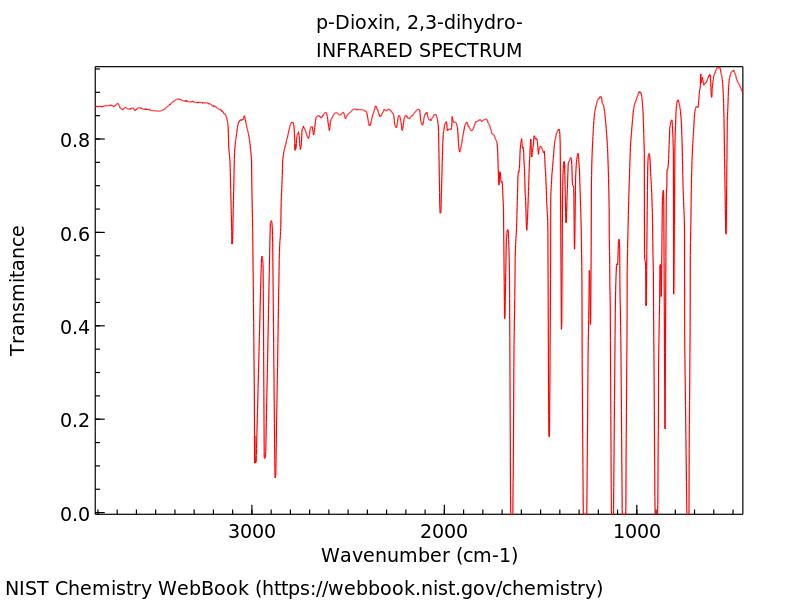 p-Dioxin, 2,3-dihydro-
INFRARED SPECTRUM
0.8
0.6
0.4
0.2
0.0
Transmitance
3000 2000 1000
Wavenumber (cm-1)
NIST Chemistry WebBook (https://webbook.nist.gov/chemistry)